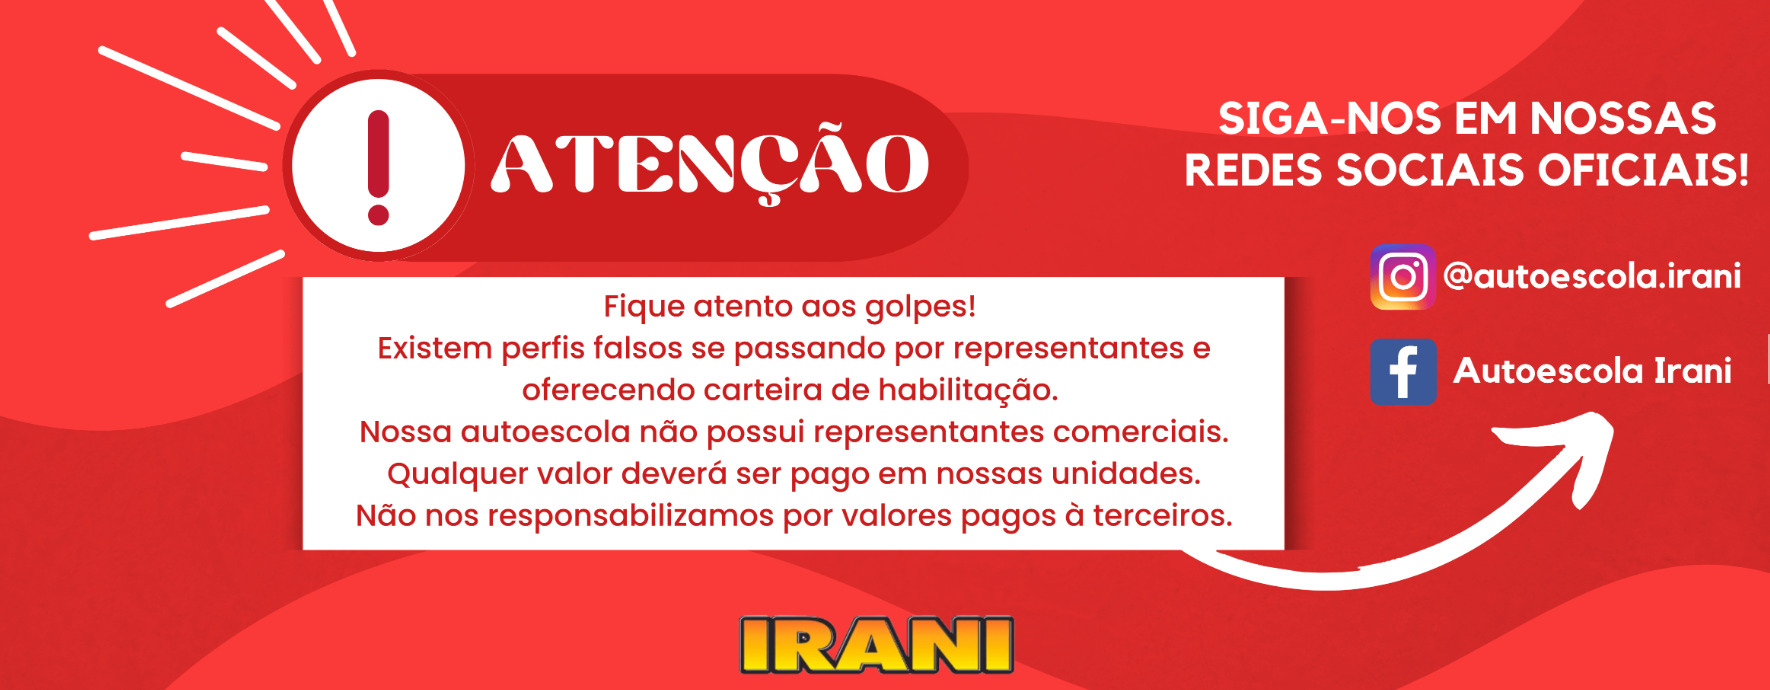 ATENÇÃO
Fique atento aos golpes!
Existem perfis falsos se passando por representantes e
oferecendo carteira de habilitação.
Nossa autoescola não possui representantes comerciais.
Qualquer valor deverá ser pago em nossas unidades.
Não nos responsabilizamos por valores pagos à terceiros.
SIGA-NOS EM NOSSAS
REDES SOCIAIS OFICIAIS!
@autoescola.irani
Autoescola Irani
IRANI